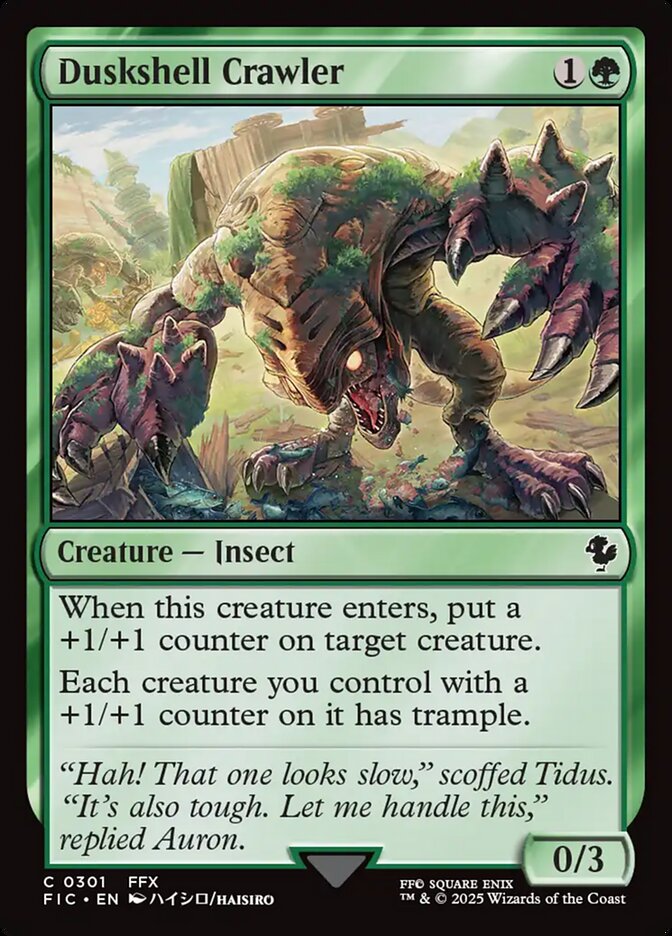 Duskshell Crawler 1
Creature — Insect
When this creature enters, put a
+1/+1 counter on target creature.
Each creature you control with a
+1/+1 counter on it has trample.
“Hah! That one looks slow,” scoffed Tidus.
“It’s also tough. Let me handle this,”
replied Auron.
0/3
C 0301 FFX
FIC • EN ハイシロ/HAISIRO
FF© SQUARE ENIX
™ & © 2025 Wizards of the Coast